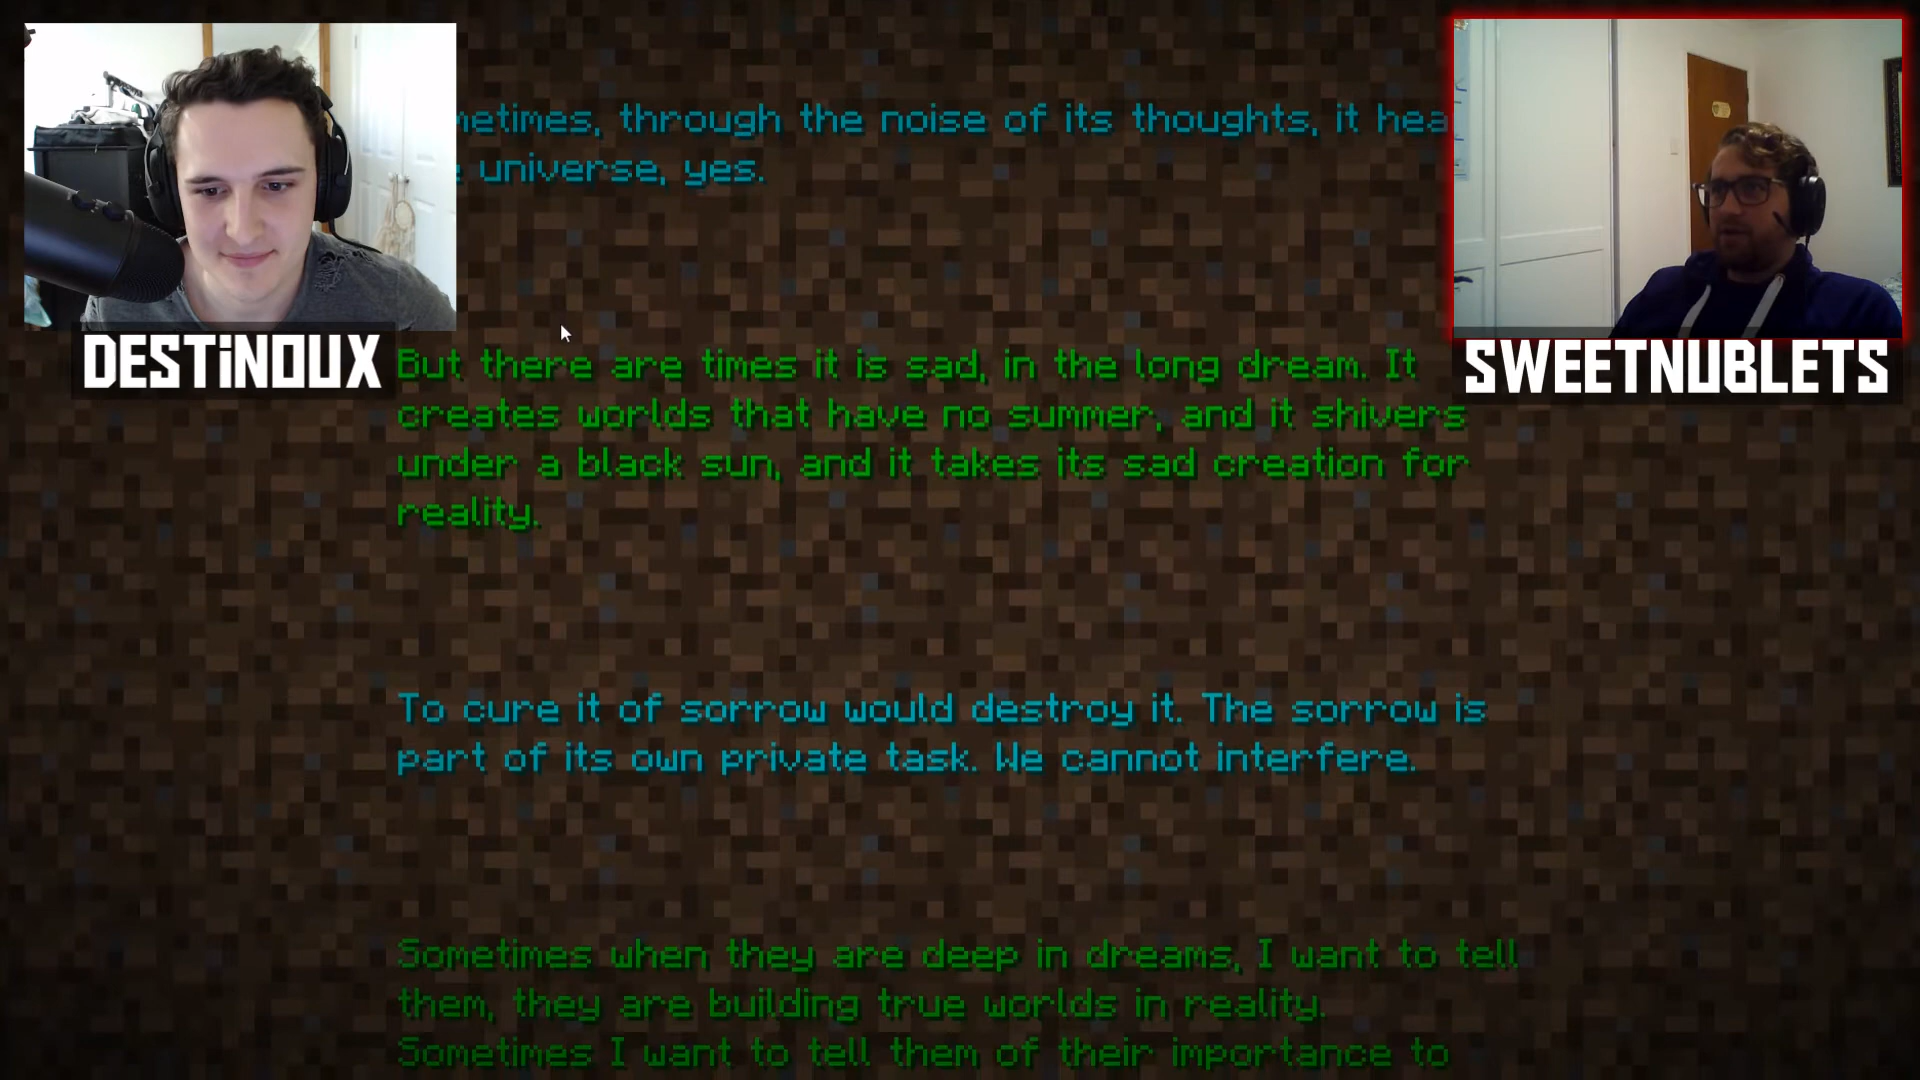 metimes, through the noise of its thoughts, it hea
universe, yes.
DESTiNOUX
SWEETNUBLETS
But there are times it is sad, in the long dream. It
creates worlds that have no summer, and it shivers
under a black sun, and it takes its sad creation for
reality.
To cure it of sorrow would destroy it. The sorrow is
part of its own private task. We cannot interfere.
Sometimes when they are deep in dreams, I want to tell
them, they are building true worlds in reality.
Sometimes I want to tell them of their importance to